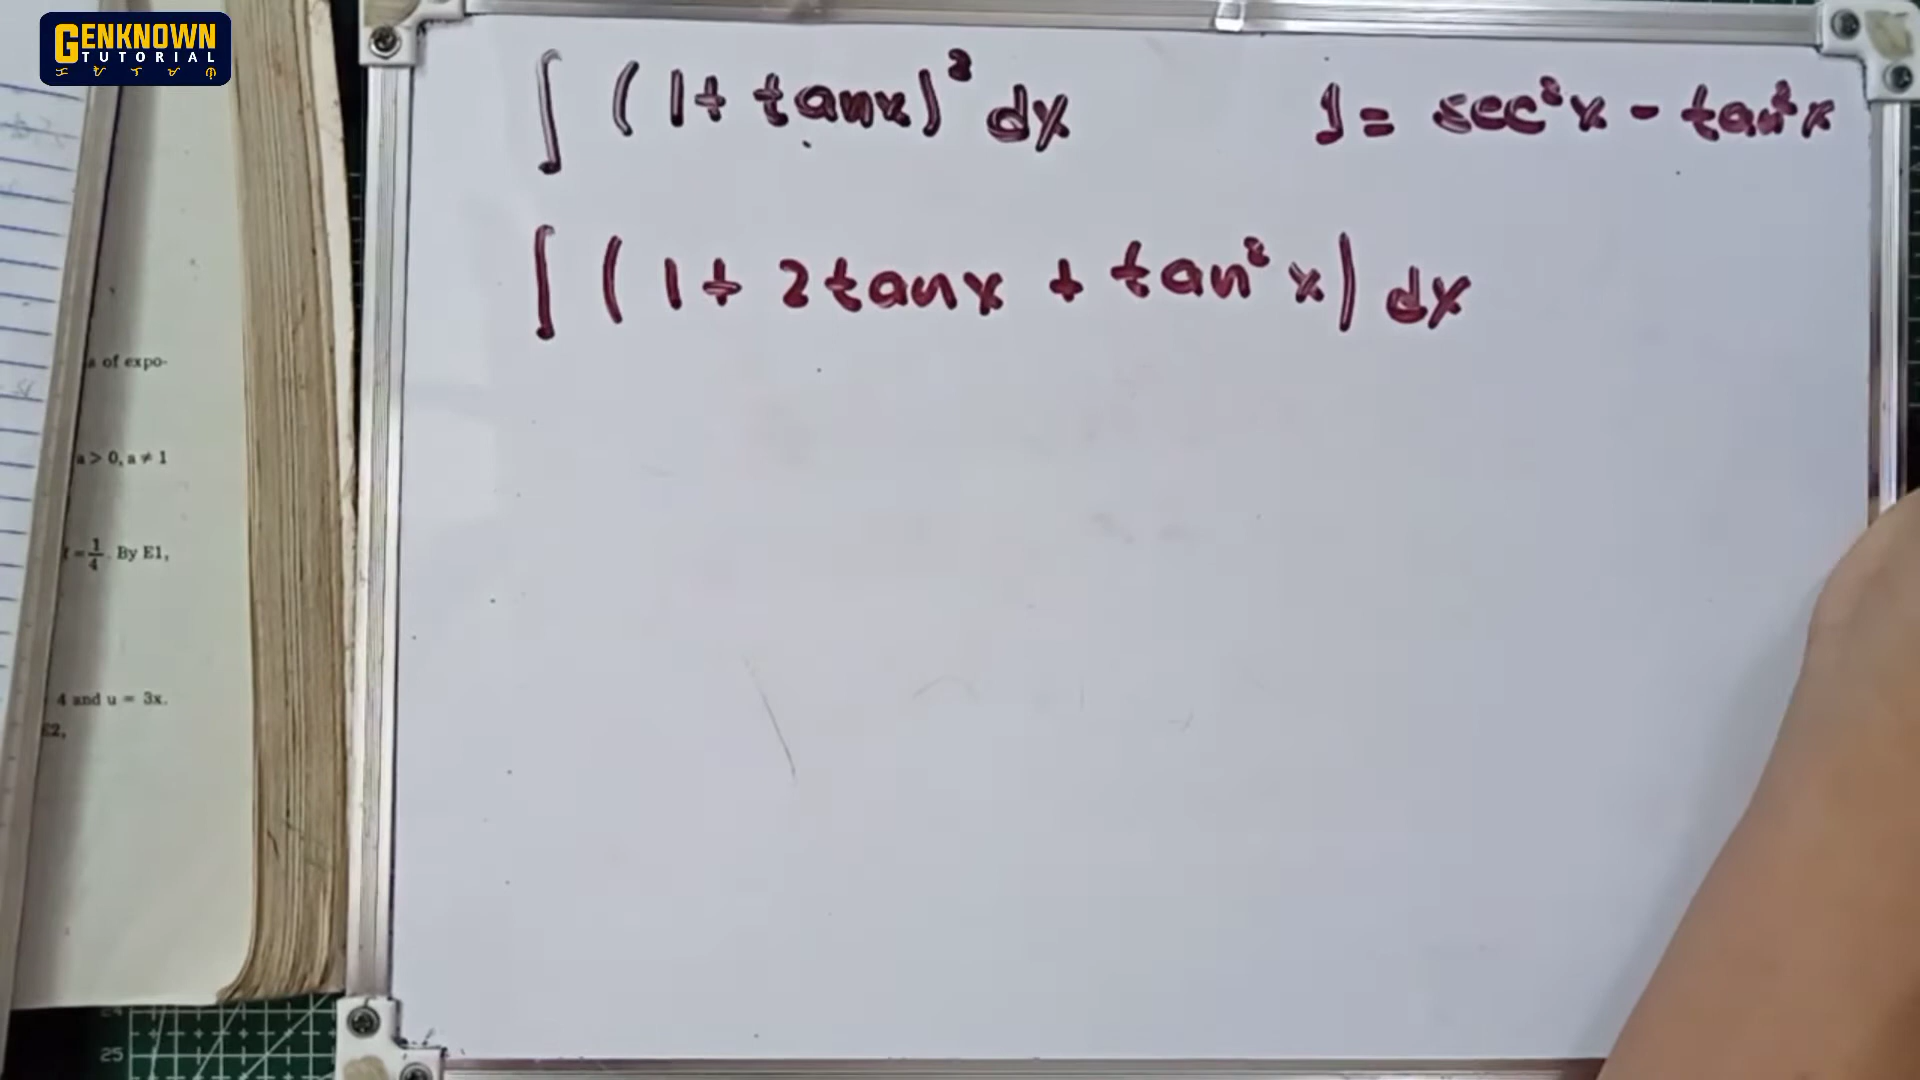 GENKNOWN
TUTORIAL
∫ (1+ tanx)² dx
1 = sec²x - tan²x
∫ (1+ 2tanx + tan²x) dx
of expo-
a > 0, a ≠ 1
= 1/4 . By E1,
4 and u = 3x.
E2,
25